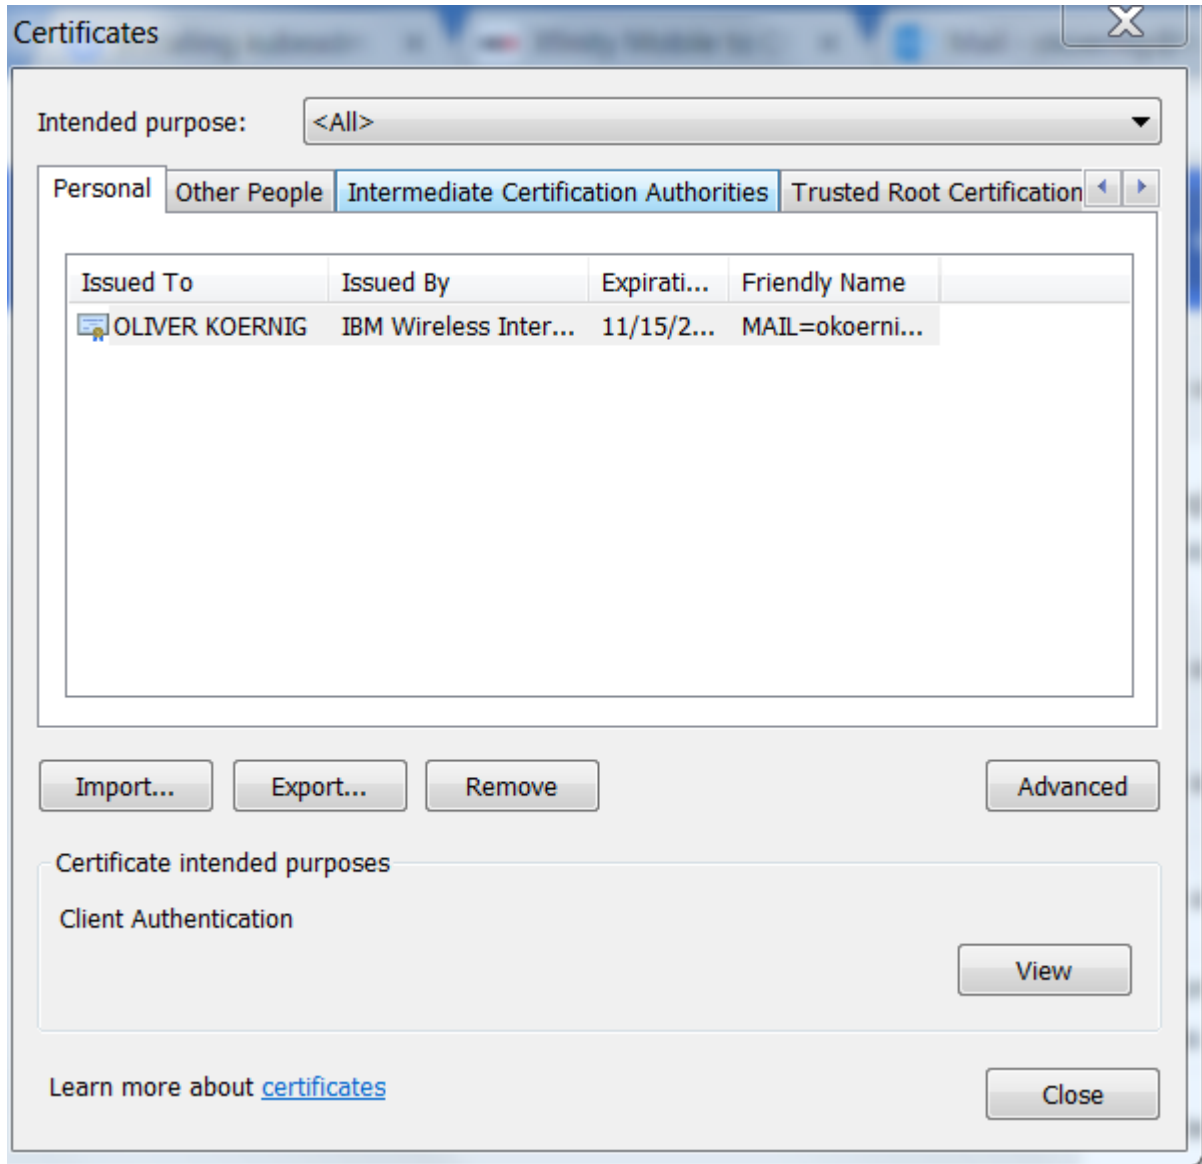 Certificates
Intended purpose: <All>
Personal Other People Intermediate Certification Authorities Trusted Root Certification
Issued To Issued By Expirati... Friendly Name
OLIVER KOERNIG IBM Wireless Inter... 11/15/2... MAIL=okoerni...
Import... Export... Remove Advanced
Certificate intended purposes
Client Authentication
View
Learn more about certificates
Close